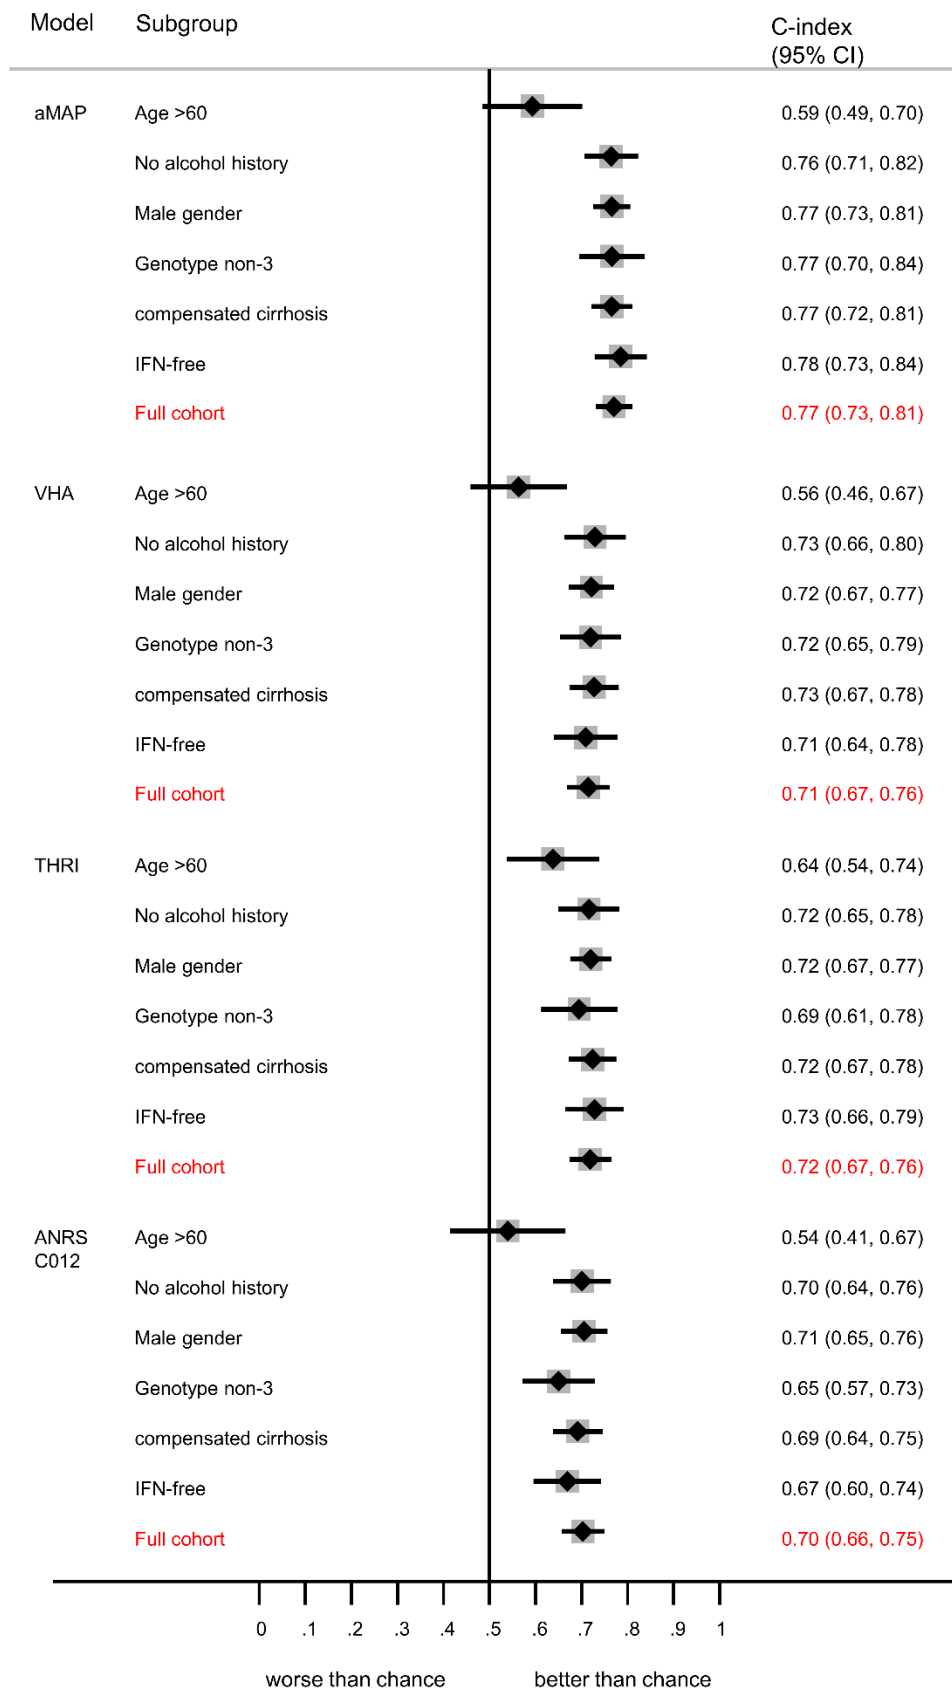 Model Subgroup C-index
(95% CI)
aMAP Age >60 0.59 (0.49, 0.70)
No alcohol history 0.76 (0.71, 0.82)
Male gender 0.77 (0.73, 0.81)
Genotype non-3 0.77 (0.70, 0.84)
compensated cirrhosis 0.77 (0.72, 0.81)
IFN-free 0.78 (0.73, 0.84)
Full cohort 0.77 (0.73, 0.81)
VHA Age >60 0.56 (0.46, 0.67)
No alcohol history 0.73 (0.66, 0.80)
Male gender 0.72 (0.67, 0.77)
Genotype non-3 0.72 (0.65, 0.79)
compensated cirrhosis 0.73 (0.67, 0.78)
IFN-free 0.71 (0.64, 0.78)
Full cohort 0.71 (0.67, 0.76)
THRI Age >60 0.64 (0.54, 0.74)
No alcohol history 0.72 (0.65, 0.78)
Male gender 0.72 (0.67, 0.77)
Genotype non-3 0.69 (0.61, 0.78)
compensated cirrhosis 0.72 (0.67, 0.78)
IFN-free 0.73 (0.66, 0.79)
Full cohort 0.72 (0.67, 0.76)
ANRS Age >60 0.54 (0.41, 0.67)
C012
No alcohol history 0.70 (0.64, 0.76)
Male gender 0.71 (0.65, 0.76)
Genotype non-3 0.65 (0.57, 0.73)
compensated cirrhosis 0.69 (0.64, 0.75)
IFN-free 0.67 (0.60, 0.74)
Full cohort 0.70 (0.66, 0.75)
0 .1 .2 .3 .4 .5 .6 .7 .8 .9 1
worse than chance better than chance